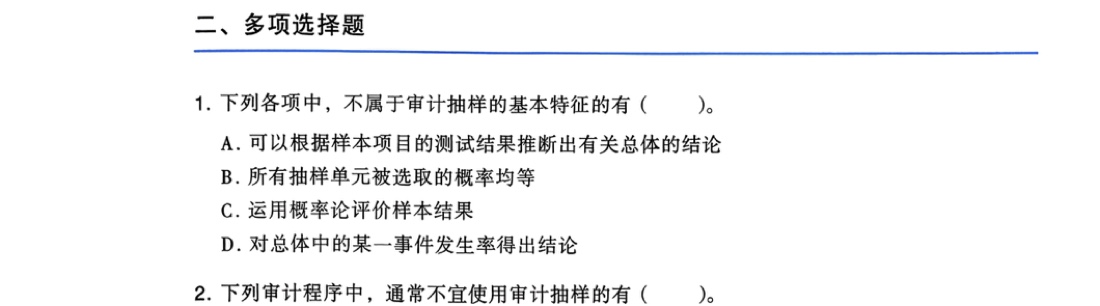 二、多项选择题
1. 下列各项中，不属于审计抽样的基本特征的有（  ）。
A. 可以根据样本项目的测试结果推断出有关总体的结论
B. 所有抽样单元被选取的概率均等
C. 运用概率论评价样本结果
D. 对总体中的某一事件发生率得出结论
2. 下列审计程序中，通常不宜使用审计抽样的有（  ）。